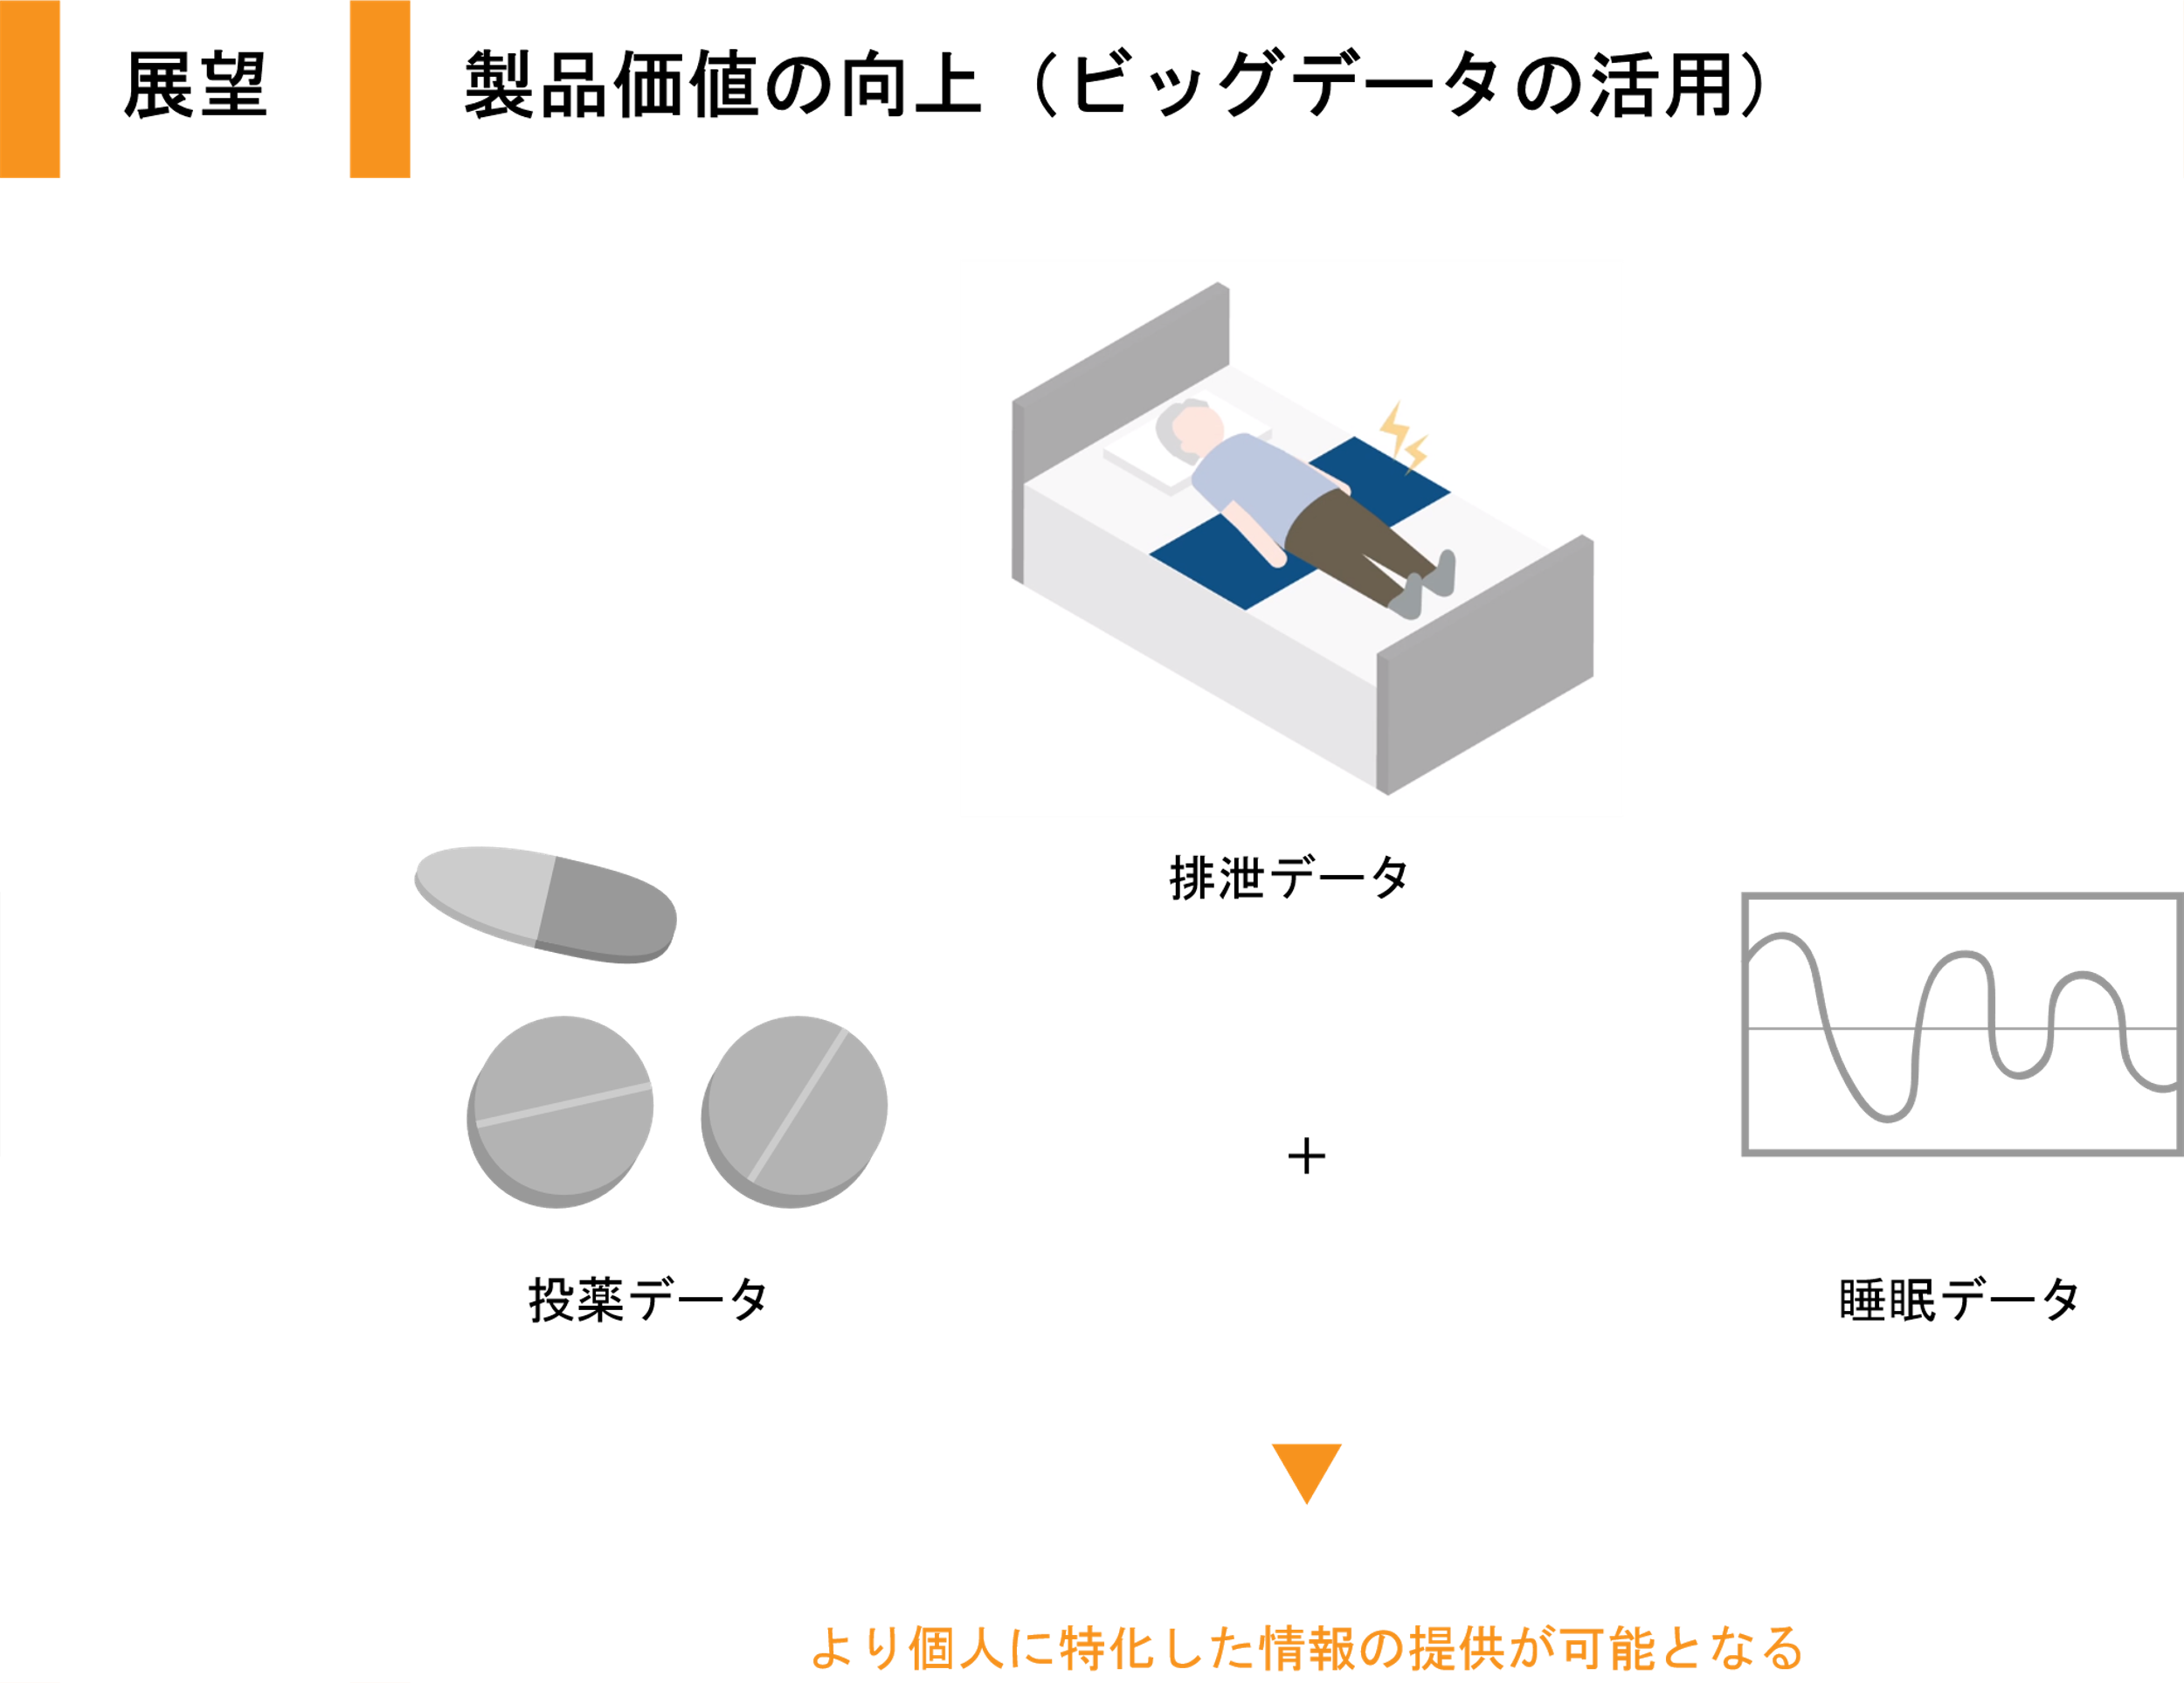 展望
製品価値の向上（ビッグデータの活用）
排泄データ
＋
投薬データ
睡眠データ
より個人に特化した情報の提供が可能となる